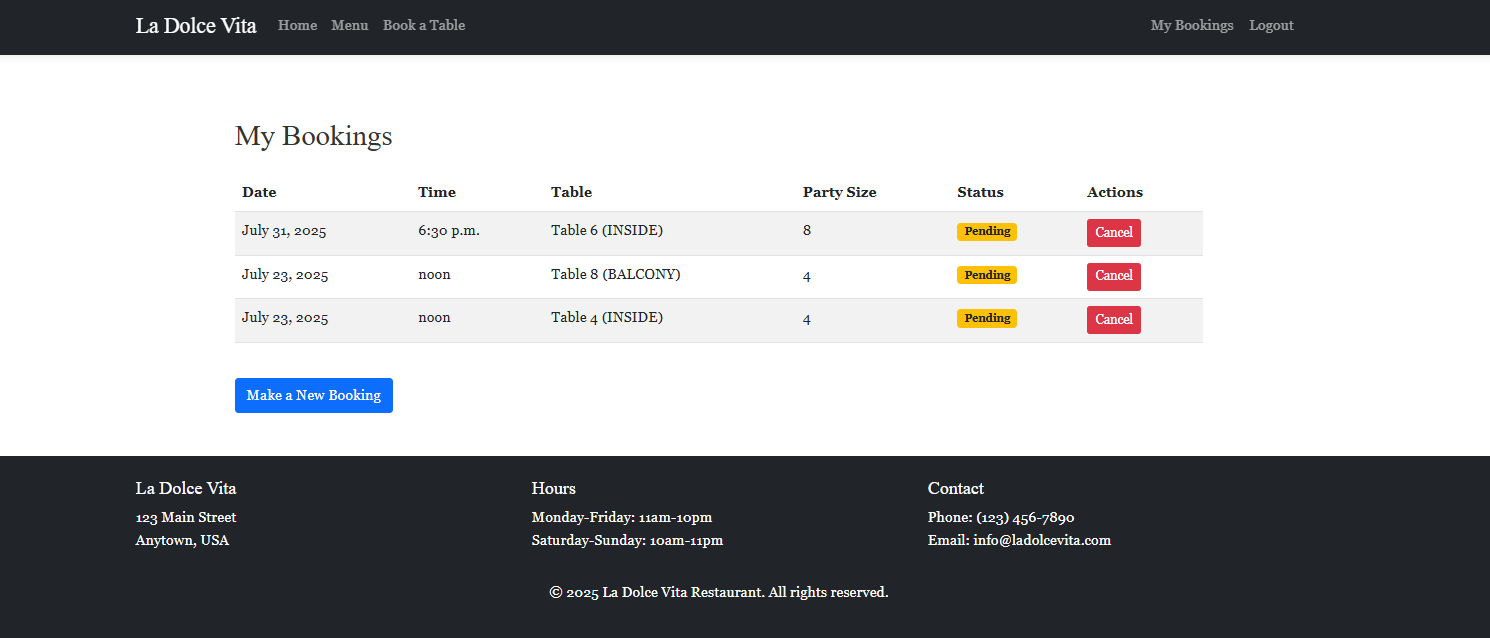 La Dolce Vita Home Menu Book a Table My Bookings Logout
My Bookings
Date Time Table Party Size Status Actions
July 31, 2025 6:30 p.m. Table 6 (INSIDE) 8 Pending Cancel
July 23, 2025 noon Table 8 (BALCONY) 4 Pending Cancel
July 23, 2025 noon Table 4 (INSIDE) 4 Pending Cancel
Make a New Booking
La Dolce Vita Hours Contact
123 Main Street Monday-Friday: 11am-10pm Phone: (123) 456-7890
Anytown, USA Saturday-Sunday: 10am-11pm Email: info@ladolcevita.com
© 2025 La Dolce Vita Restaurant. All rights reserved.